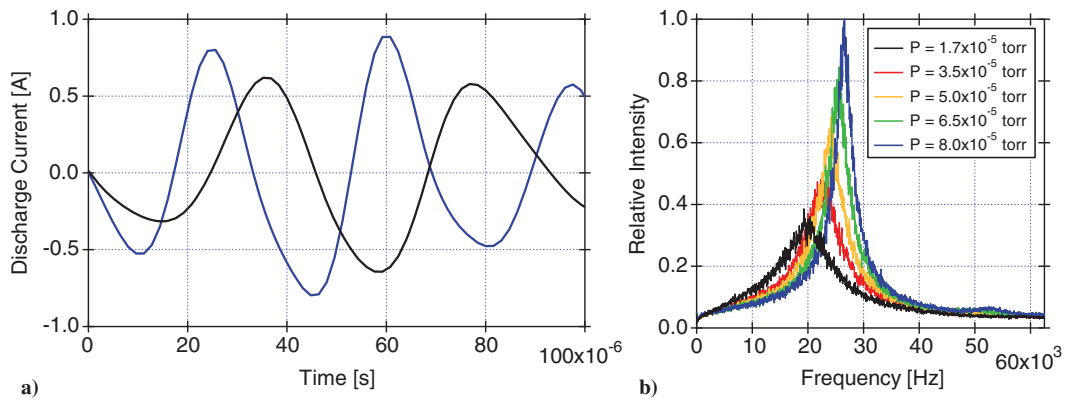 1.0
0.5
0.0
-0.5
-1.0
Discharge Current [A]
0
20
40
60
80
100x10-6
Time [s]
a)
1.0
0.8
0.6
0.4
0.2
0.0
Relative Intensity
P = 1.7x10-5 torr
P = 3.5x10-5 torr
P = 5.0x10-5 torr
P = 6.5x10-5 torr
P = 8.0x10-5 torr
0
10
20
30
40
50
60x103
Frequency [Hz]
b)